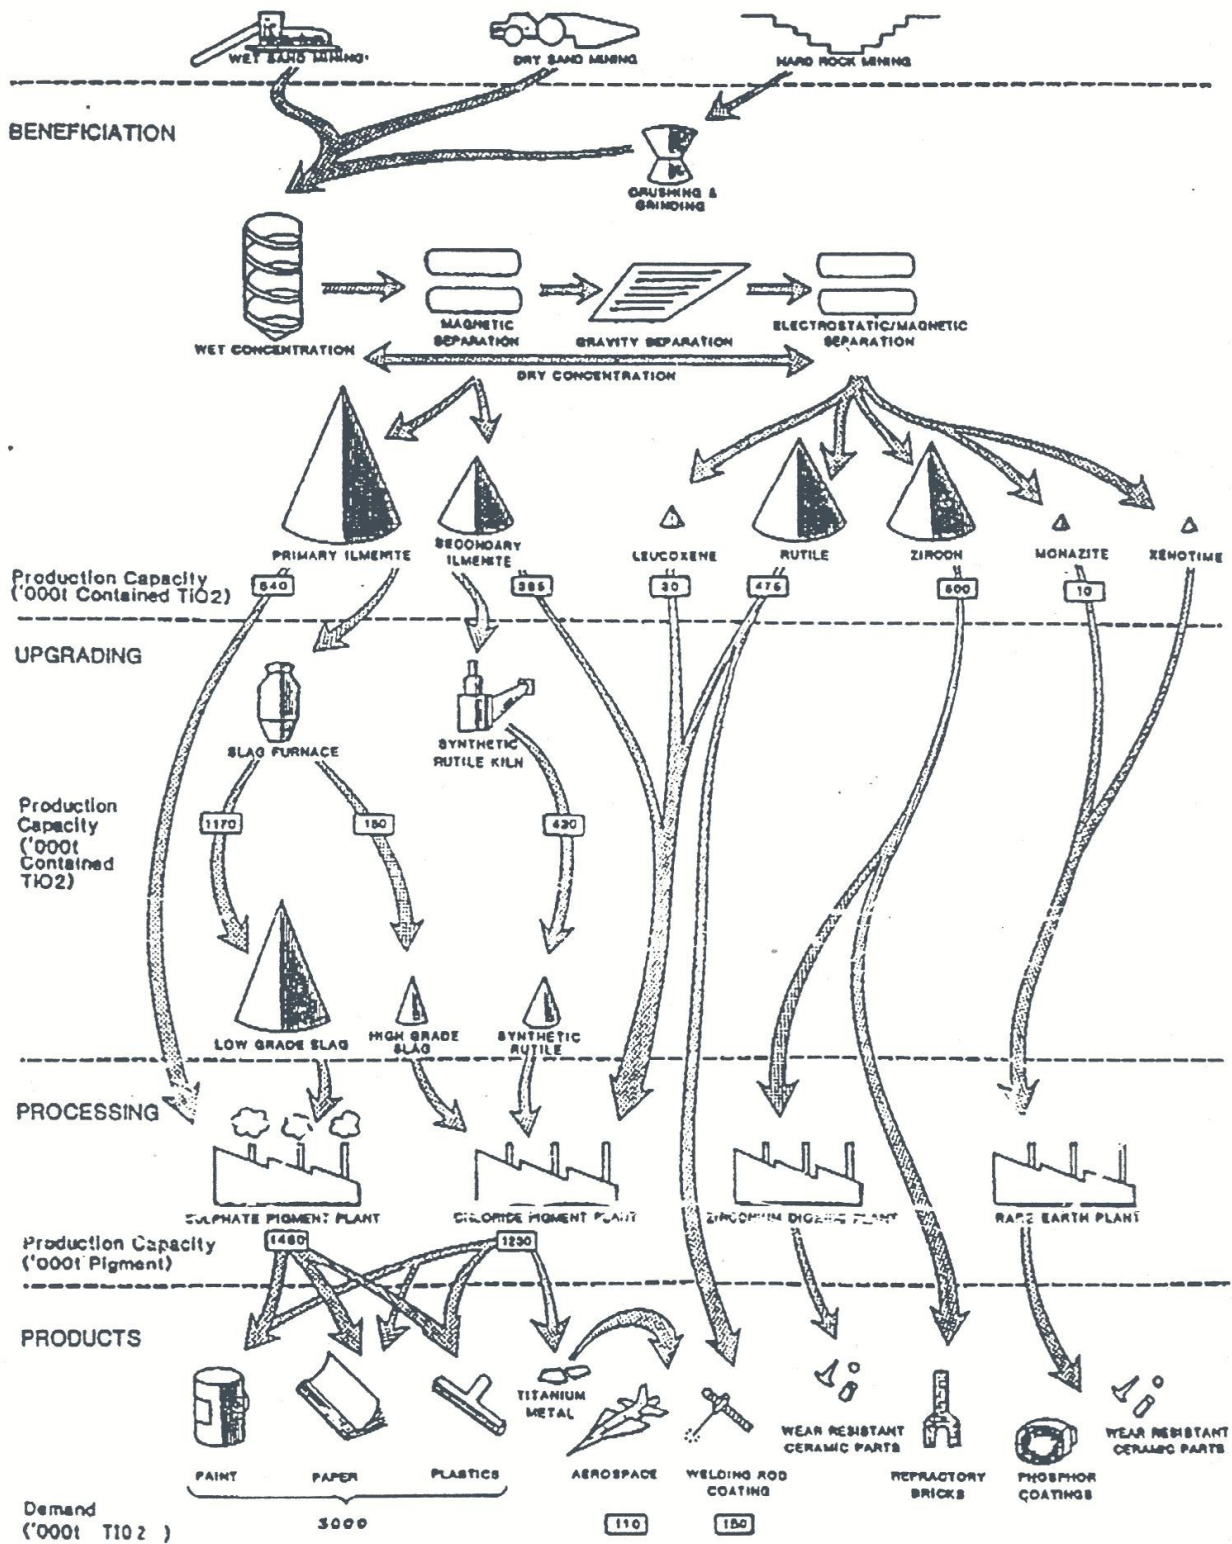 WET SAND MINING
DRY SAND MINING
HARD ROCK MINING
BENEFICIATION
CRUSHING &
GRINDING
WET CONCENTRATION
MAGNETIC
SEPARATION
GRAVITY SEPARATION
ELECTROSTATIC/MAGNETIC
SEPARATION
DRY CONCENTRATION
PRIMARY ILMENITE
SECONDARY
ILMENITE
LEUCOXENE
RUTILE
ZIRCON
MONAZITE
XENOTIME
Production Capacity
('000t Contained TiO2)
640
385
30
475
10
UPGRADING
SLAG FURNACE
SYNTHETIC
RUTILE KILN
Production
Capacity
('000t
Contained
TiO2)
1170
150
420
LOW GRADE SLAG
HIGH GRADE
SLAG
SYNTHETIC
RUTILE
PROCESSING
SULPHATE PIGMENT PLANT
CHLORIDE PIGMENT PLANT
ZIRCONIUM DIOXIDE PLANT
RARE EARTH PLANT
Production Capacity
('000t Pigment)
1230
PRODUCTS
PAINT
PAPER
PLASTICS
TITANIUM
METAL
AEROSPACE
WELDING ROD
COATING
WEAR RESISTANT
CERAMIC PARTS
REFRACTORY
BRICKS
PHOSPHOR
COATINGS
WEAR RESISTANT
CERAMIC PARTS
Demand
('000t TiO2 )
3000
110